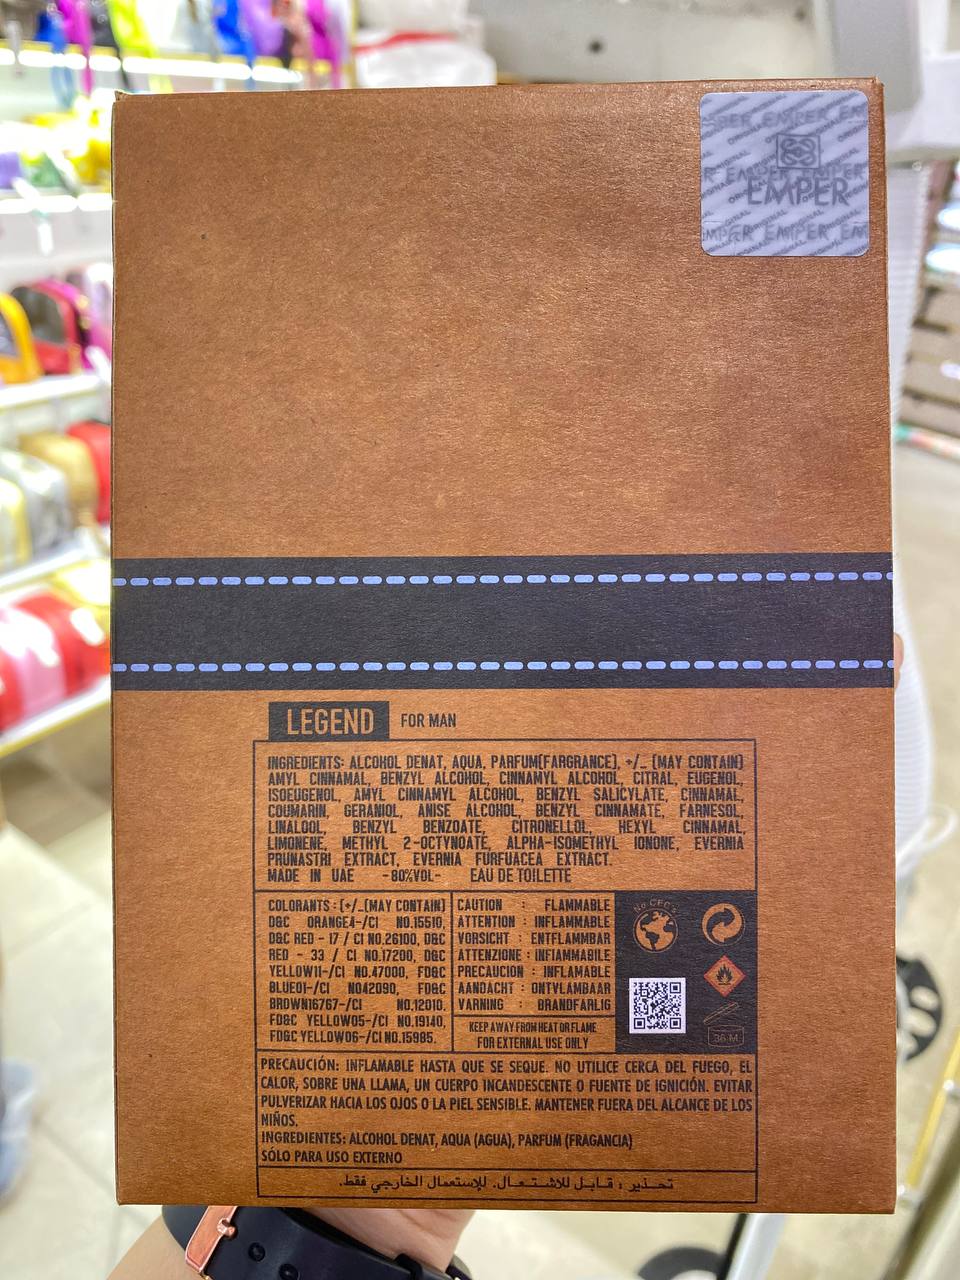 EMPER
LEGEND FOR MAN
INGREDIENTS: ALCOHOL DENAT, AQUA, PARFUM(FARGRANCE), +/_ (MAY CONTAIN)
AMYL CINNAMAL, BENZYL ALCOHOL, CINNAMYL ALCOHOL, CITRAL, EUGENOL,
ISOEUGENOL, AMYL CINNAMYL ALCOHOL, BENZYL SALICYLATE, CINNAMAL,
COUMARIN, GERANIOL, ANISE ALCOHOL, BENZYL CINNAMATE, FARNESOL,
LINALOOL, BENZYL BENZOATE, CITRONELLOL, HEXYL CINNAMAL,
LIMONENE, METHYL 2-OCTYNOATE, ALPHA-ISOMETHYL IONONE, EVERNIA
PRUNASTRI EXTRACT, EVERNIA FURFUACEA EXTRACT.
MADE IN UAE -80%VOL- EAU DE TOILETTE
COLORANTS : (+/_(MAY CONTAIN)
D&C ORANGE4-/CI NO.15510,
D&C RED - 17 / CI NO.26100, D&C
RED - 33 / CI NO.17200, D&C
YELLOW11-/CI NO.47000, FD&C
BLUE01-/CI NO42090, FD&C
BROWN16767-/CI NO.12010,
FD&C YELLOW05-/CI NO.19140,
FD&C YELLOW06-/CI NO.15985.
CAUTION : FLAMMABLE
ATTENTION : INFLAMMABLE
VORSICHT : ENTFLAMMBAR
ATTENZIONE : INFIAMMABILE
PRECAUCION : INFLAMABLE
AANDACHT : ONTVLAMBAAR
VARNING : BRANDFARLIG
KEEP AWAY FROM HEAT OR FLAME
FOR EXTERNAL USE ONLY
No CFC's
36 M
PRECAUCIÓN: INFLAMABLE HASTA QUE SE SEQUE. NO UTILICE CERCA DEL FUEGO, EL
CALOR, SOBRE UNA LLAMA, UN CUERPO INCANDESCENTE O FUENTE DE IGNICIÓN. EVITAR
PULVERIZAR HACIA LOS OJOS O LA PIEL SENSIBLE. MANTENER FUERA DEL ALCANCE DE LOS
NIÑOS.
INGREDIENTES: ALCOHOL DENAT, AQUA (AGUA), PARFUM (FRAGANCIA)
SÓLO PARA USO EXTERNO
تحذير : قابل للاشتعال. للإستعمال الخارجي فقط.